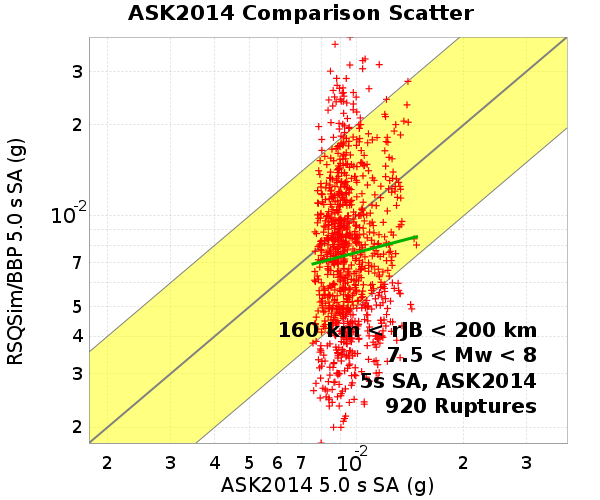 ASK2014 Comparison Scatter
RSQSim/BBP 5.0 s SA (g)
3
2
10-2
7
5
4
3
2
160 km < rJB < 200 km
7.5 < Mw < 8
5s SA, ASK2014
920 Ruptures
2 3 4 5 6 7 10-2 2 3
ASK2014 5.0 s SA (g)